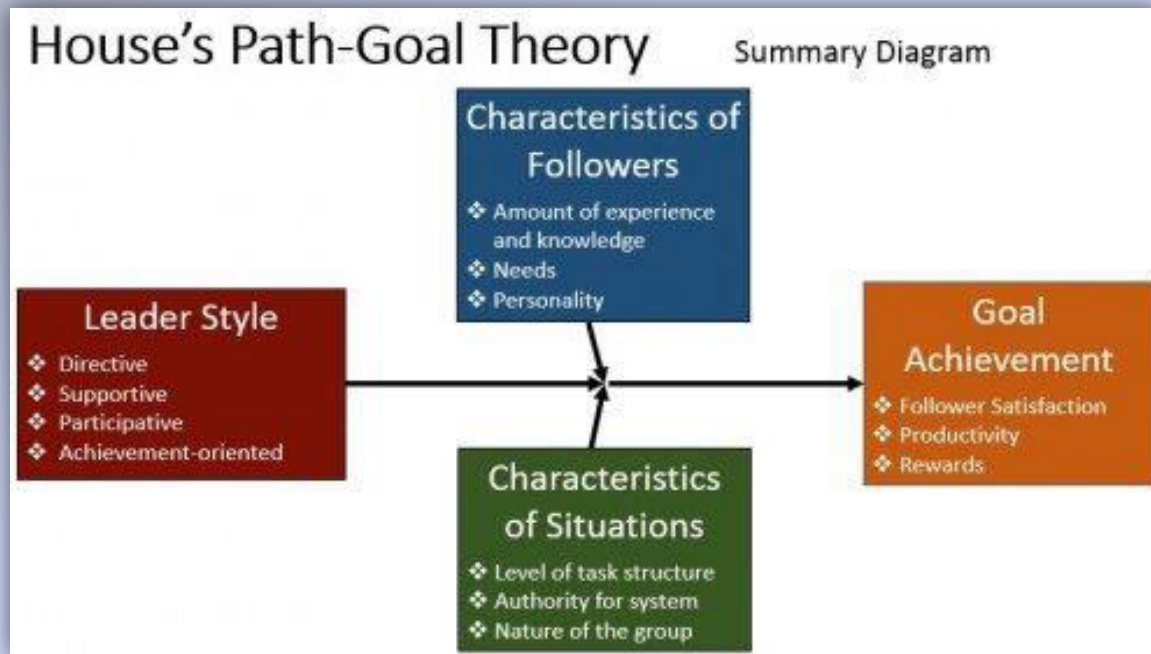 House's Path-Goal Theory Summary Diagram
Characteristics of
Followers
❖ Amount of experience
and knowledge
❖ Needs
❖ Personality
Leader Style
❖ Directive
❖ Supportive
❖ Participative
❖ Achievement-oriented
Goal
Achievement
❖ Follower Satisfaction
❖ Productivity
❖ Rewards
Characteristics
of Situations
❖ Level of task structure
❖ Authority for system
❖ Nature of the group